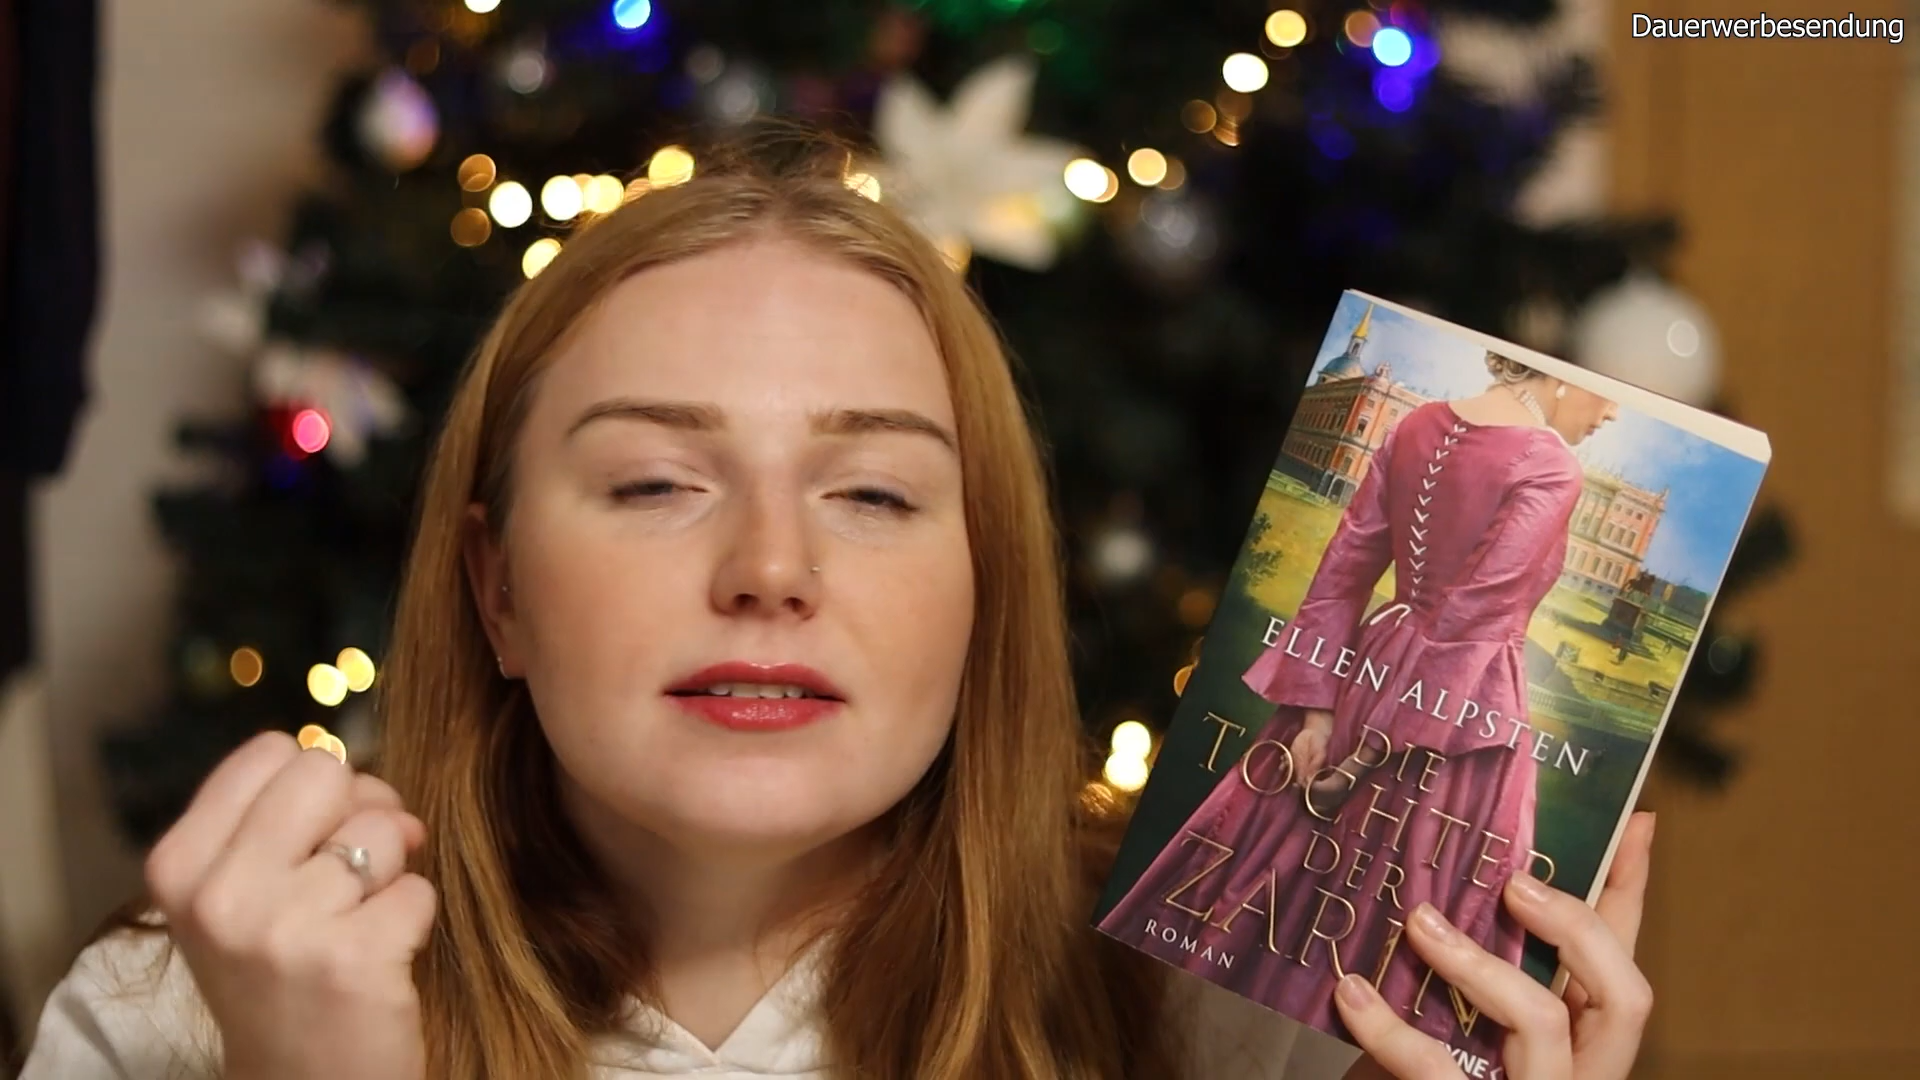 Dauerwerbesendung
ELLEN ALPSTEN
DIE
TOCHTER
DER
ZARIN
ROMAN